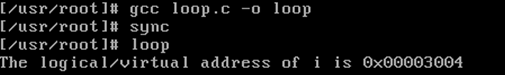 [/usr/root]# gcc loop.c -o loop
[/usr/root]# sync
[/usr/root]# loop
The logical/virtual address of i is 0x00003004